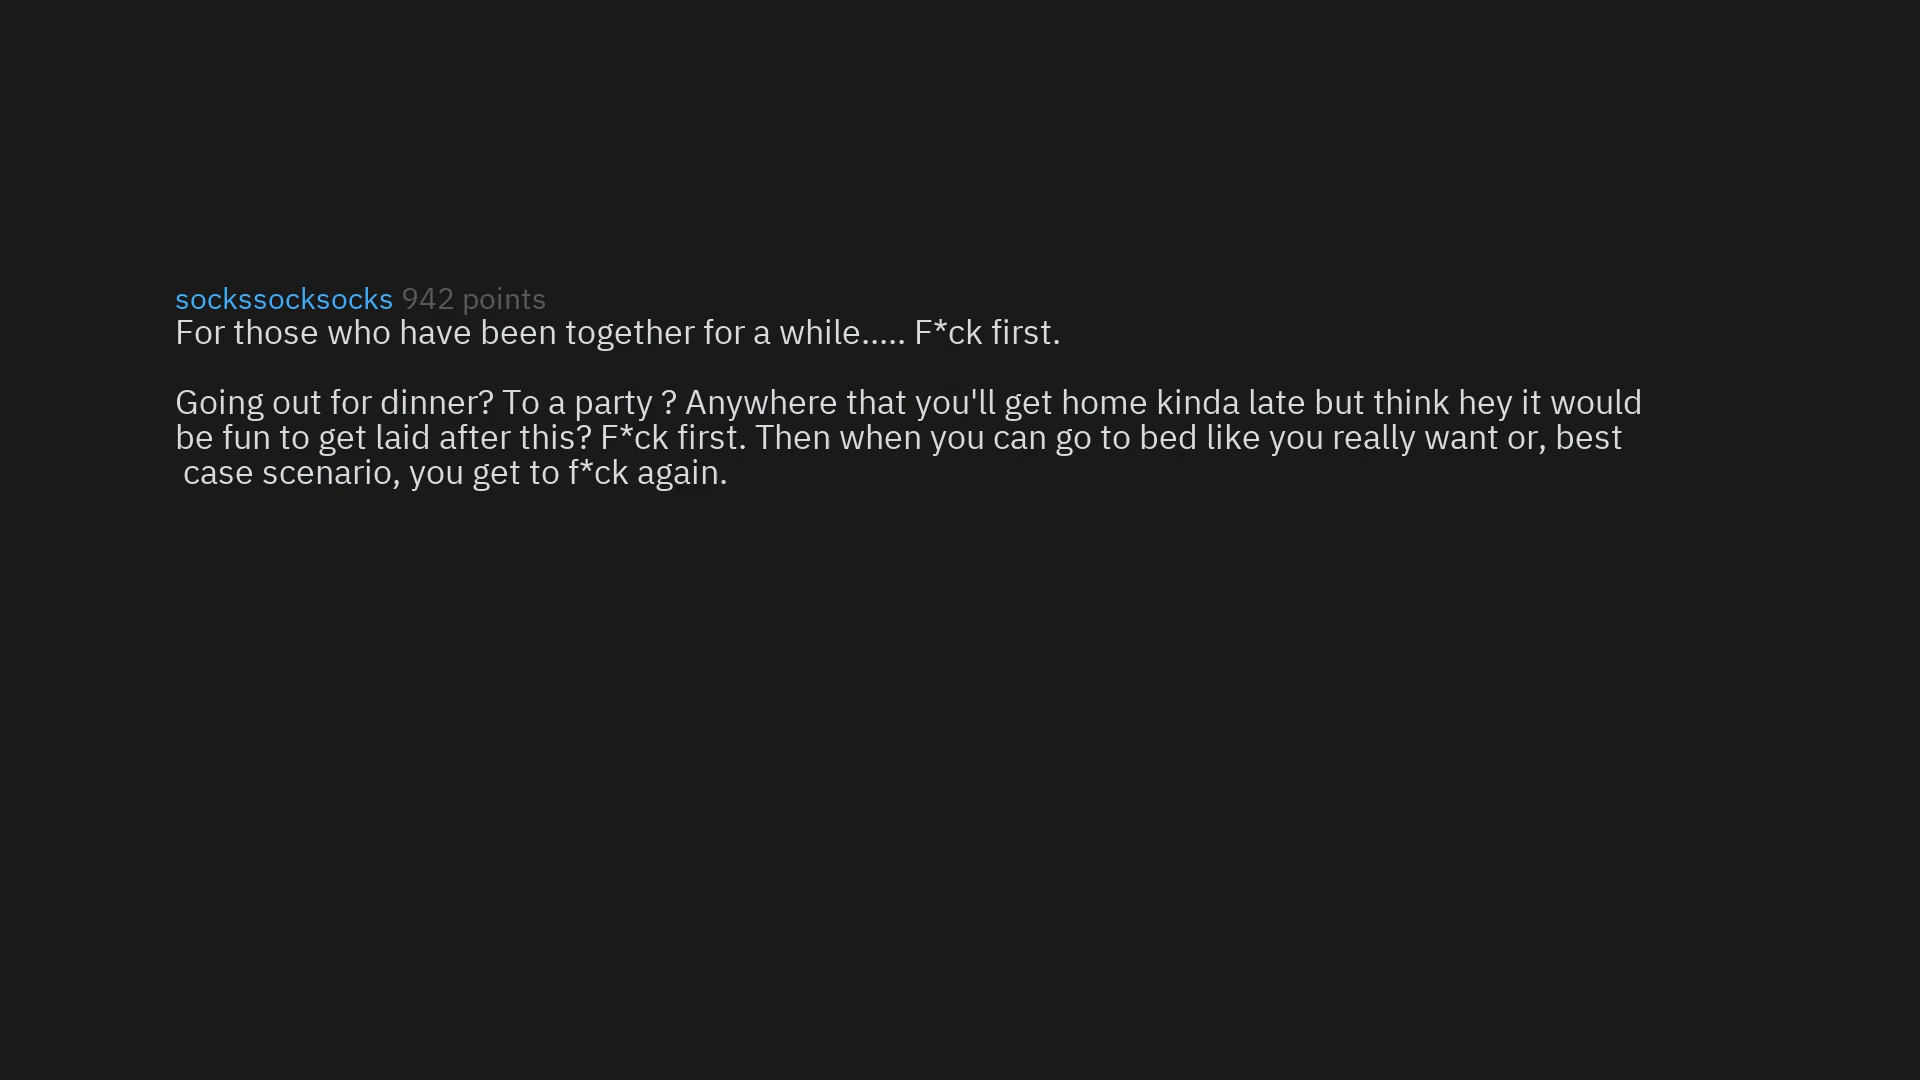 sockssocksocks 942 points
For those who have been together for a while..... F*ck first.
Going out for dinner? To a party ? Anywhere that you'll get home kinda late but think hey it would
be fun to get laid after this? F*ck first. Then when you can go to bed like you really want or, best
case scenario, you get to f*ck again.